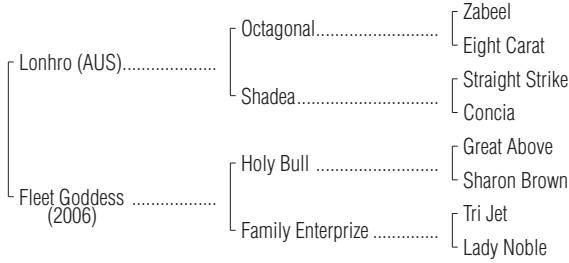 Zabeel
Octagonal
Eight Carat
Lonhro (AUS)
Straight Strike
Shadea
Concia
Great Above
Holy Bull
Sharon Brown
Fleet Goddess
(2006)
Tri Jet
Family Enterprize
Lady Noble